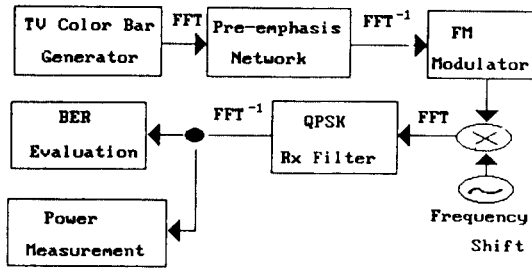 TV Color Bar
Generator
FFT
Pre-emphasis
Network
FFT⁻¹
FM
Modulator
BER
Evaluation
FFT⁻¹
QPSK
Rx Filter
FFT
Power
Measurement
Frequency
Shift